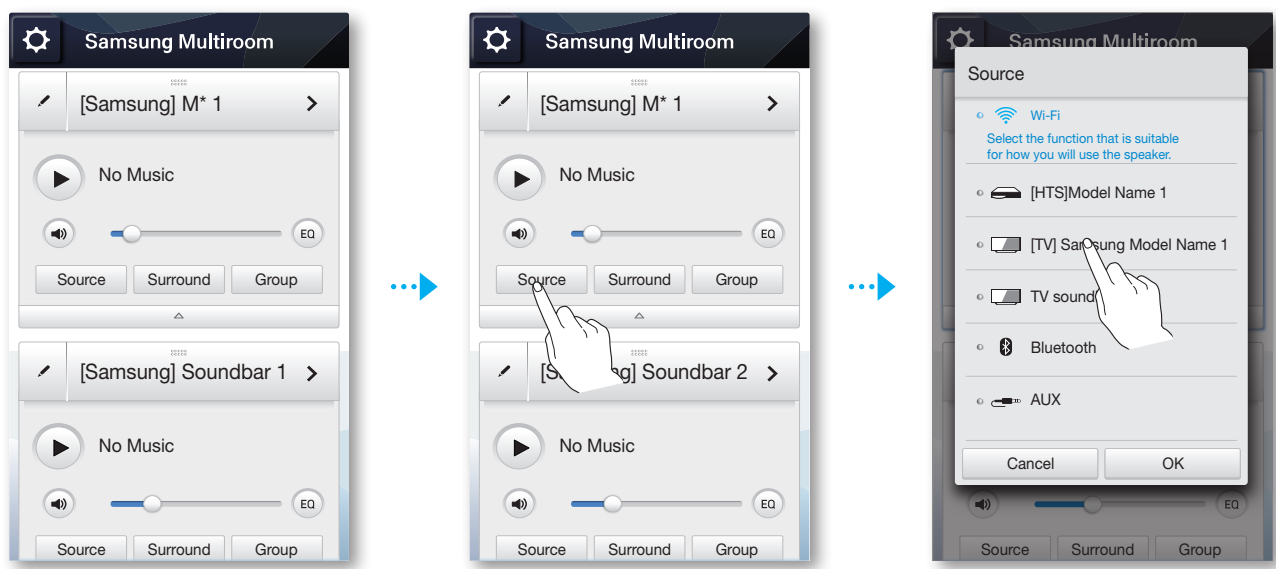 Samsung Multiroom
[Samsung] M* 1
No Music
EQ
Source Surround Group
[Samsung] Soundbar 1
No Music
EQ
Source Surround Group
Samsung Multiroom
[Samsung] M* 1
No Music
EQ
Source Surround Group
Soundbar 2
No Music
EQ
Source Surround Group
Samsung Multiroom
Source
Wi-Fi
Select the function that is suitable
for how you will use the speaker.
[HTS]Model Name 1
[TV] Samsung Model Name 1
TV sound
Bluetooth
AUX
Cancel OK
EQ
Source Surround Group